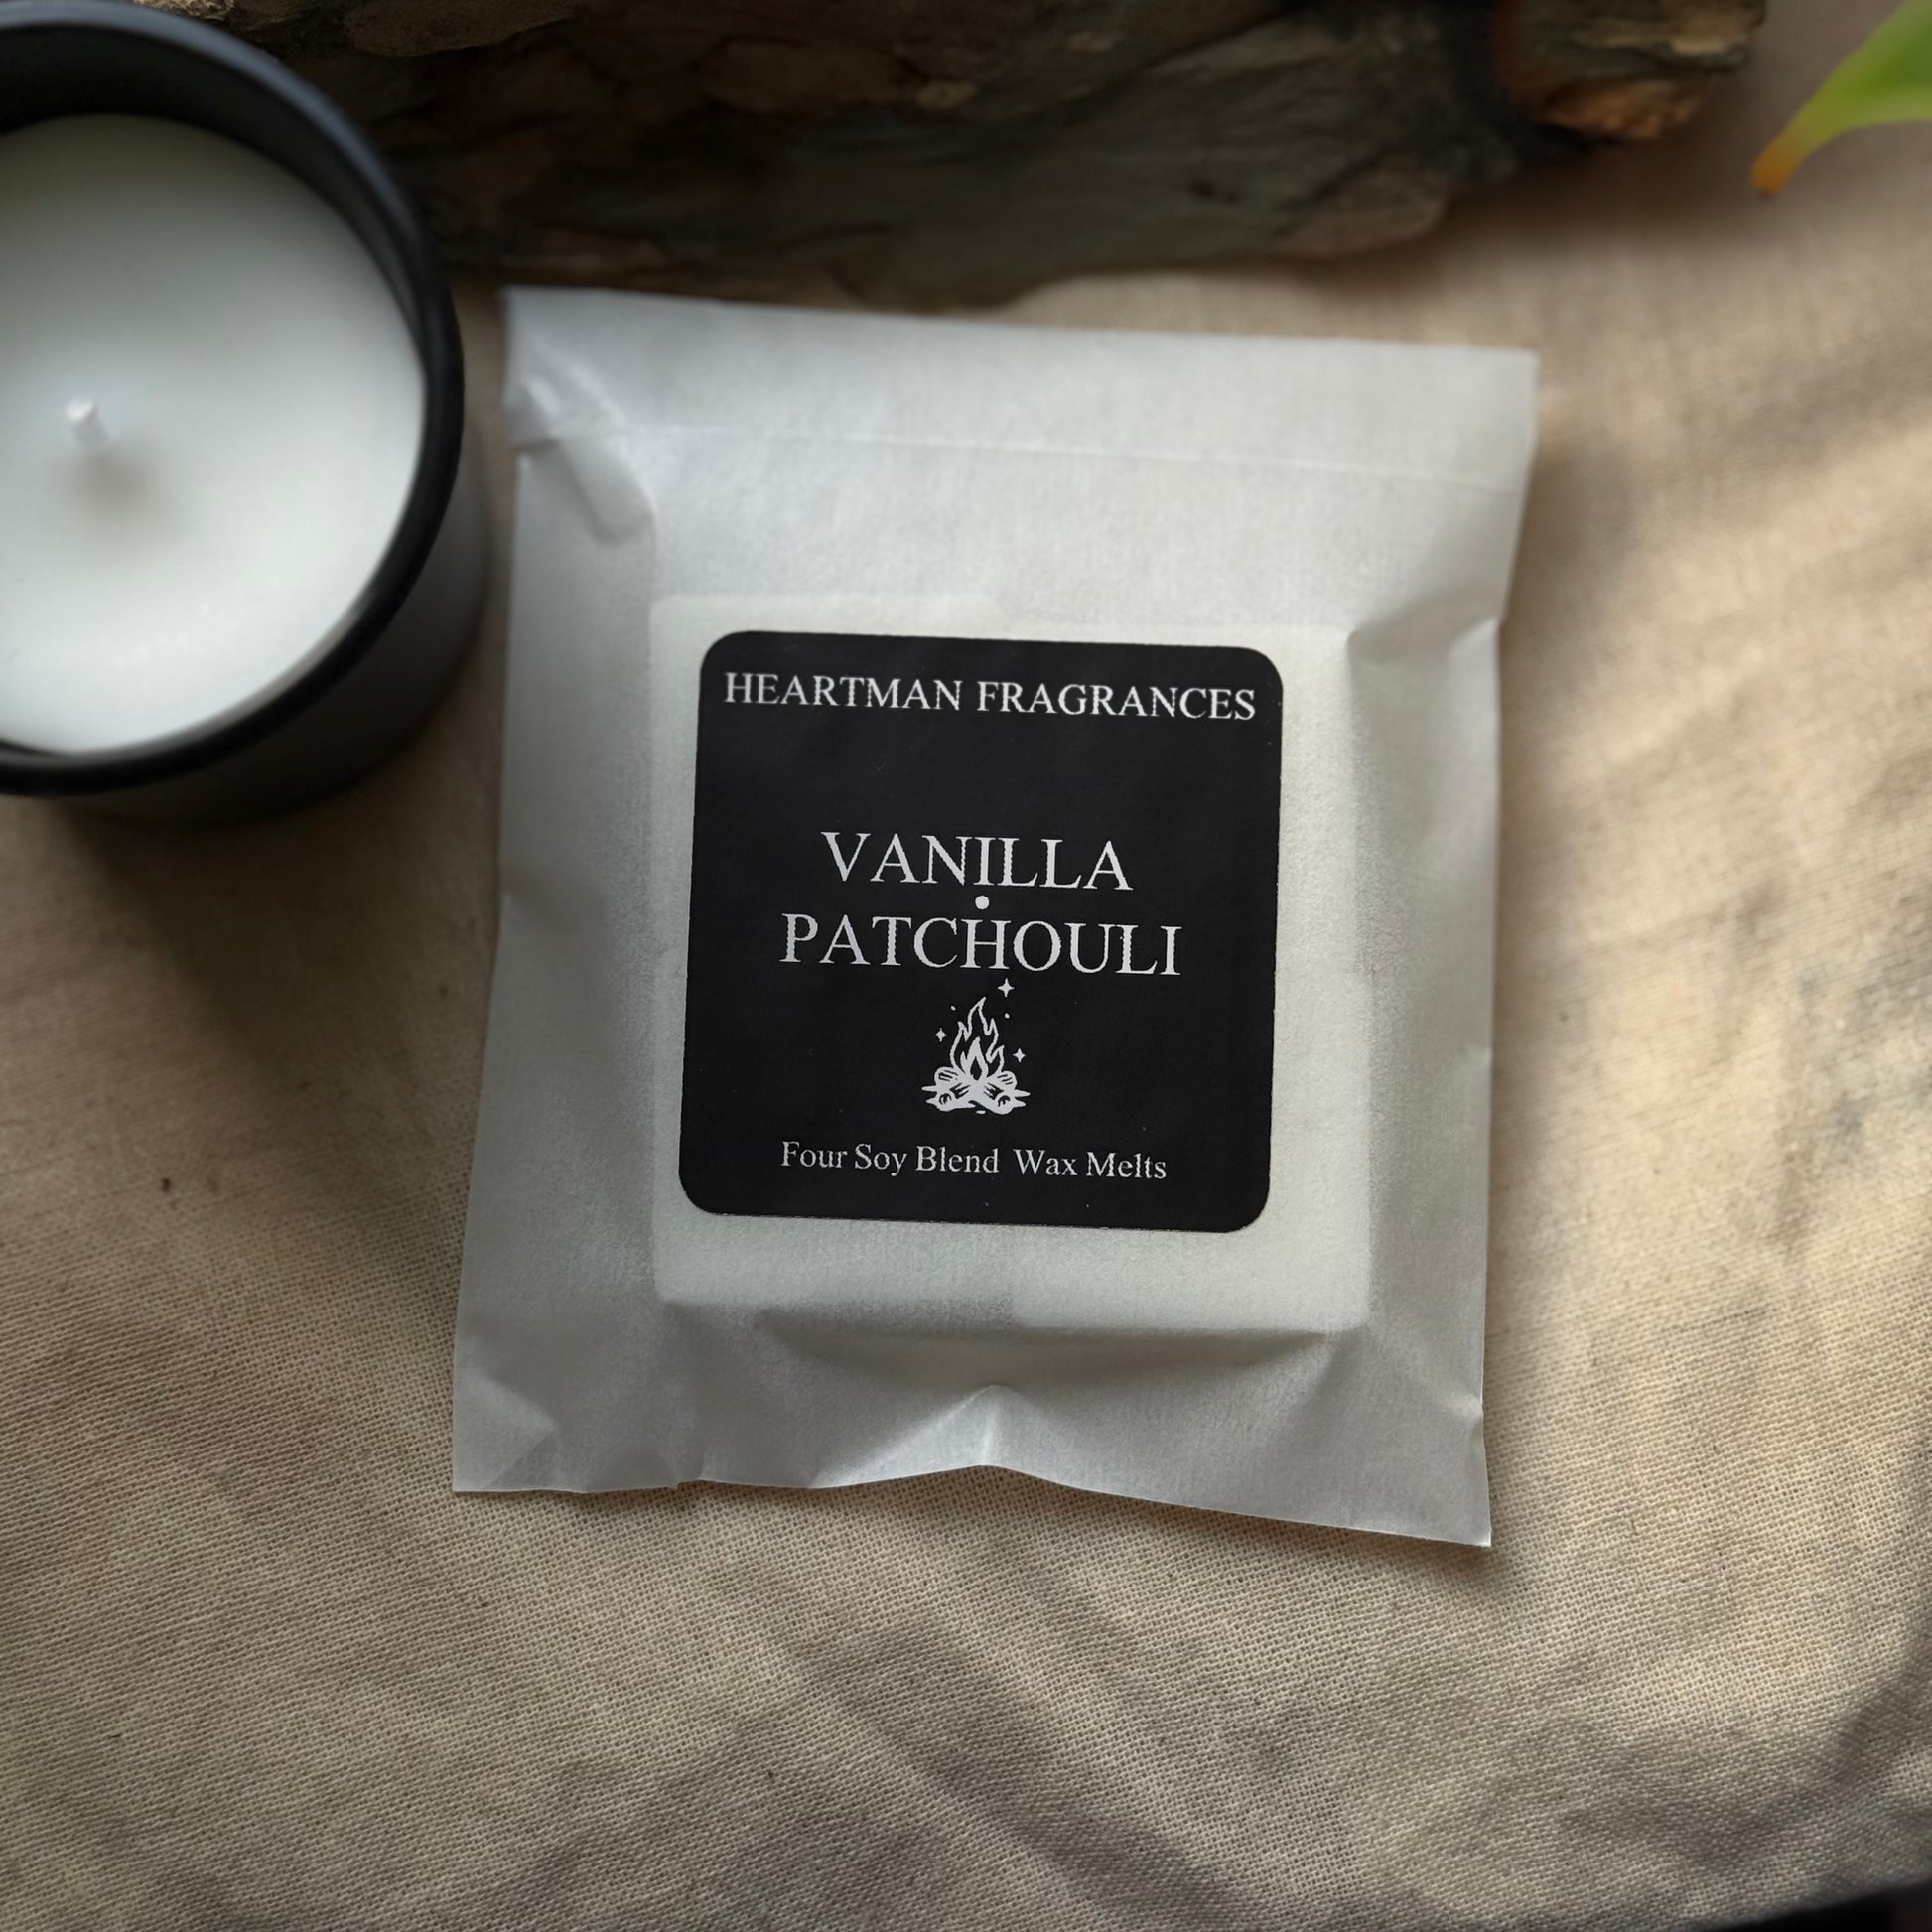 HEARTMAN FRAGRANCES
VANILLA
•
PATCHOULI
Four Soy Blend Wax Melts